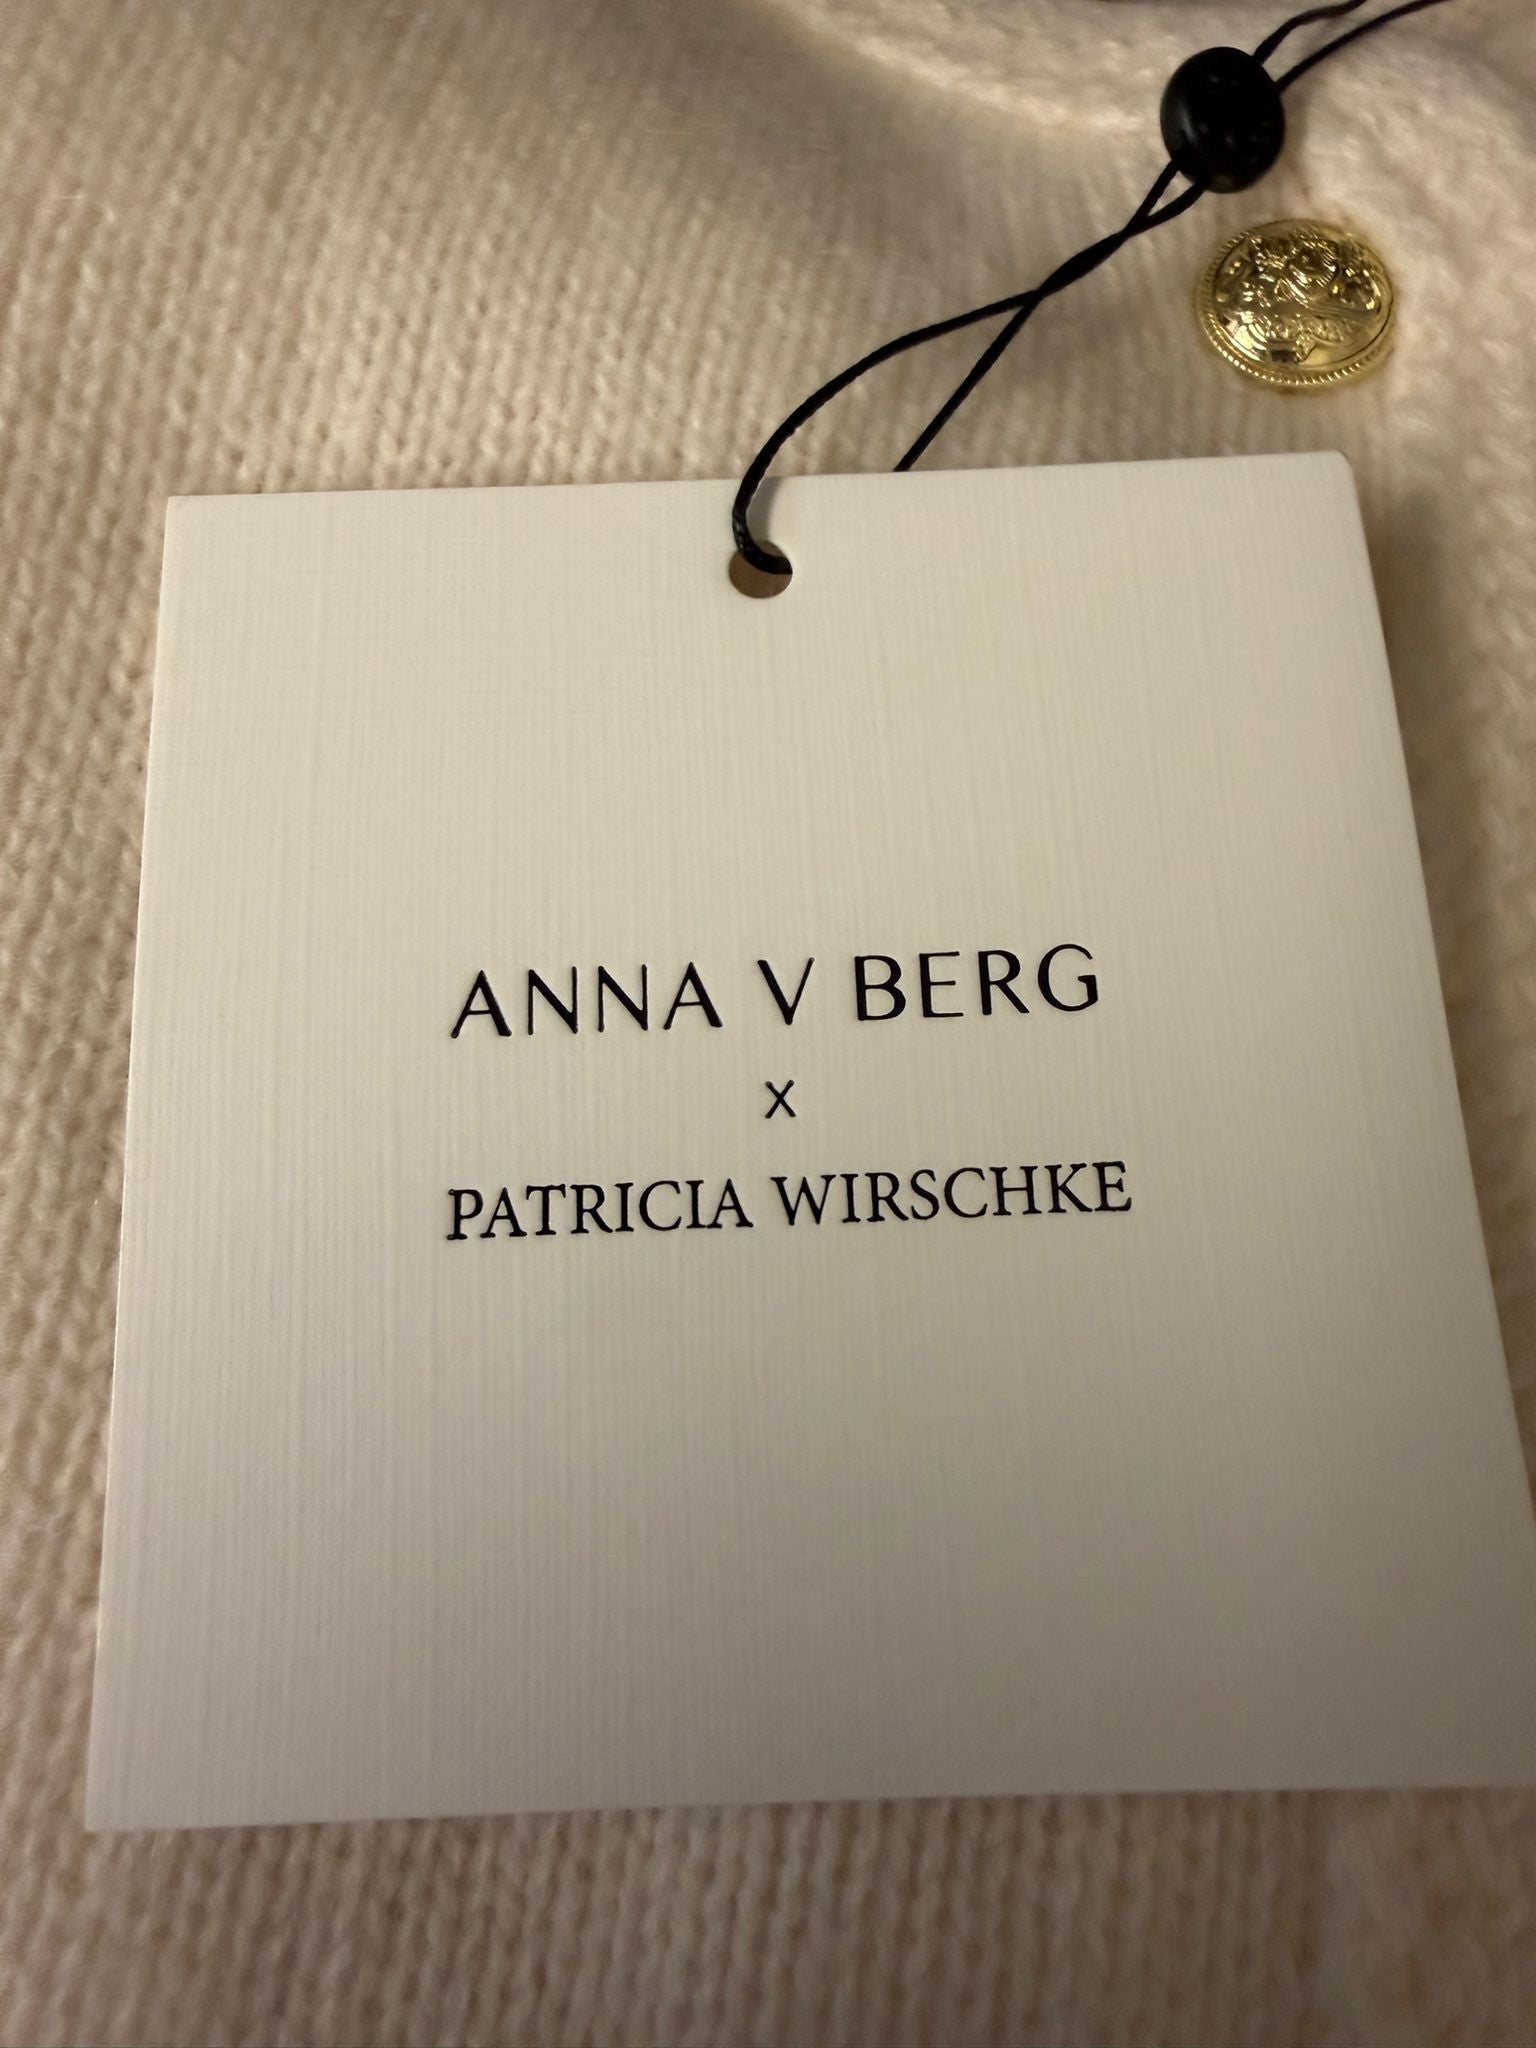 ANNA V BERG
x
PATRICIA WIRSCHKE